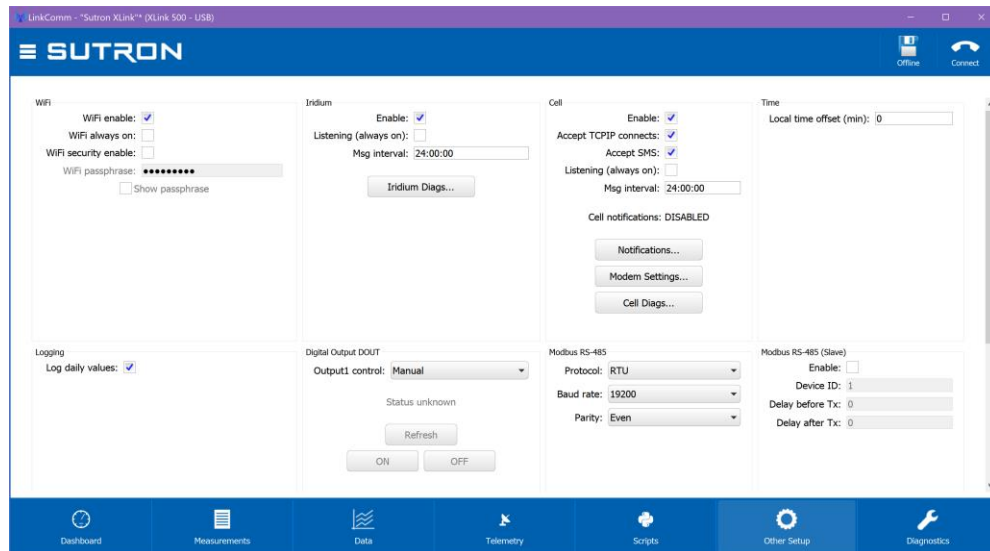 LinkComm - "Sutron XLink"* (XLink 500 - USB)
SUTRON
Offline
Connect
WiFi
WiFi enable:
WiFi always on:
WiFi security enable:
WiFi passphrase: •••••••••
Show passphrase
Iridium
Enable:
Listening (always on):
Msg interval: 24:00:00
Iridium Diags...
Cell
Enable:
Accept TCPIP connects:
Accept SMS:
Listening (always on):
Msg interval: 24:00:00
Cell notifications: DISABLED
Notifications...
Modem Settings...
Cell Diags...
Time
Local time offset (min): 0
Logging
Log daily values:
Digital Output DOUT
Output1 control: Manual
Status unknown
Refresh
ON OFF
Modbus RS-485
Protocol: RTU
Baud rate: 19200
Parity: Even
Modbus RS-485 (Slave)
Enable:
Device ID: 1
Delay before Tx: 0
Delay after Tx: 0
Dashboard
Measurements
Data
Telemetry
Scripts
Other Setup
Diagnostics